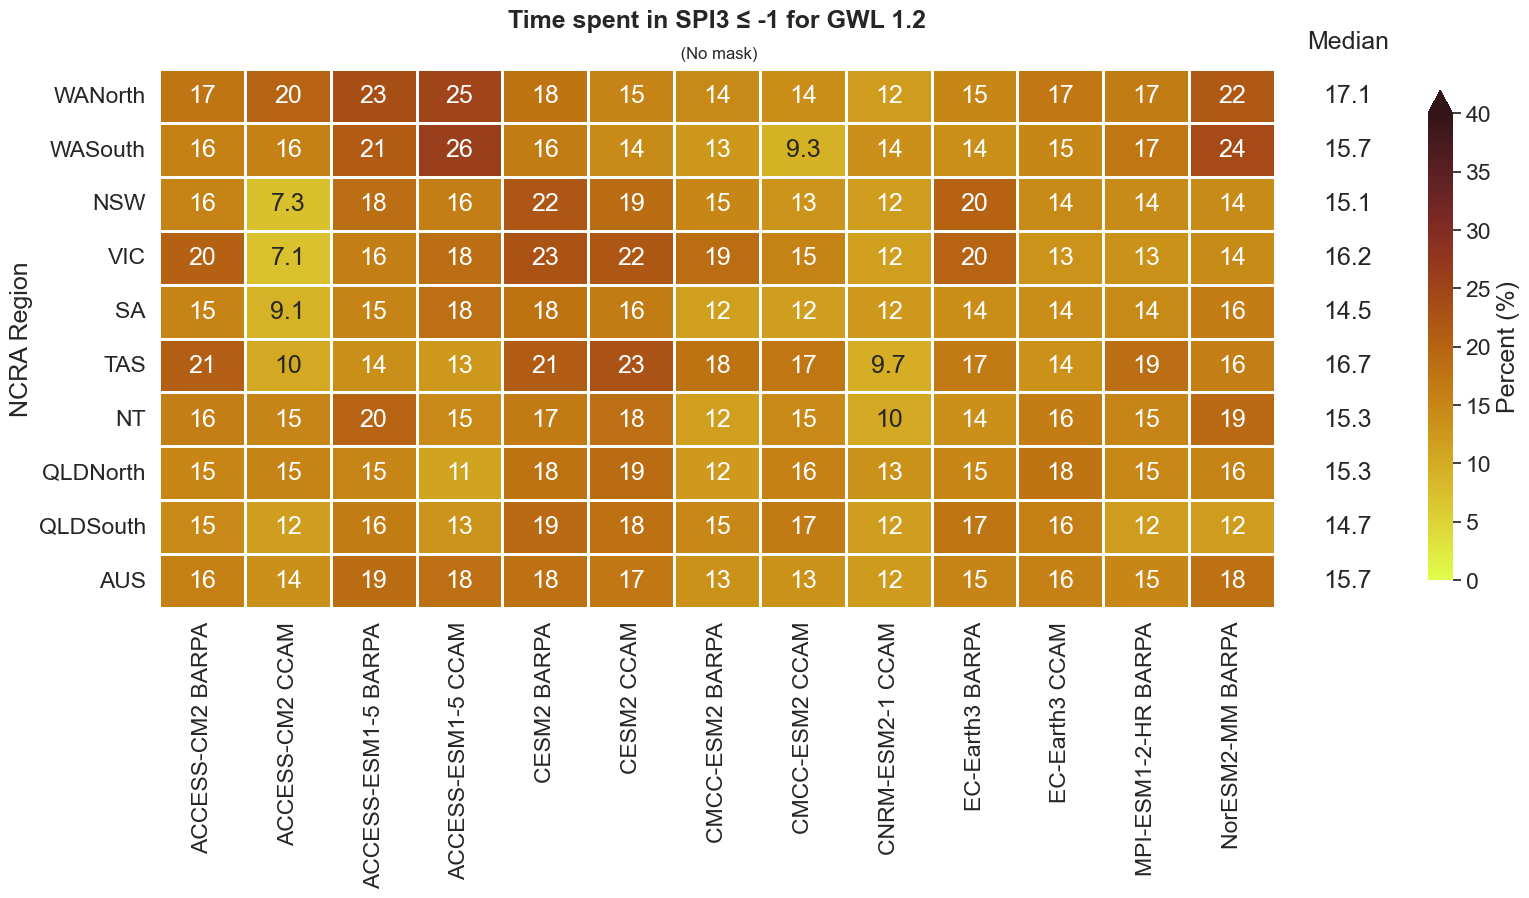 Time spent in SPI3 ≤ -1 for GWL 1.2
(No mask)
Median
NCRA Region
WANorth 17 20 23 25 18 15 14 14 12 15 17 17 22 17.1
WASouth 16 16 21 26 16 14 13 9.3 14 14 15 17 24 15.7
NSW 16 7.3 18 16 22 19 15 13 12 20 14 14 14 15.1
VIC 20 7.1 16 18 23 22 19 15 12 20 13 13 14 16.2
SA 15 9.1 15 18 18 16 12 12 12 14 14 14 16 14.5
TAS 21 10 14 13 21 23 18 17 9.7 17 14 19 16 16.7
NT 16 15 20 15 17 18 12 15 10 14 16 15 19 15.3
QLDNorth 15 15 15 11 18 19 12 16 13 15 18 15 16 15.3
QLDSouth 15 12 16 13 19 18 15 17 12 17 16 12 12 14.7
AUS 16 14 19 18 18 17 13 13 12 15 16 15 18 15.7
ACCESS-CM2 BARPA
ACCESS-CM2 CCAM
ACCESS-ESM1-5 BARPA
ACCESS-ESM1-5 CCAM
CESM2 BARPA
CESM2 CCAM
CMCC-ESM2 BARPA
CMCC-ESM2 CCAM
CNRM-ESM2-1 CCAM
EC-Earth3 BARPA
EC-Earth3 CCAM
MPI-ESM1-2-HR BARPA
NorESM2-MM BARPA
40
35
30
25
20
15
10
5
0
Percent (%)